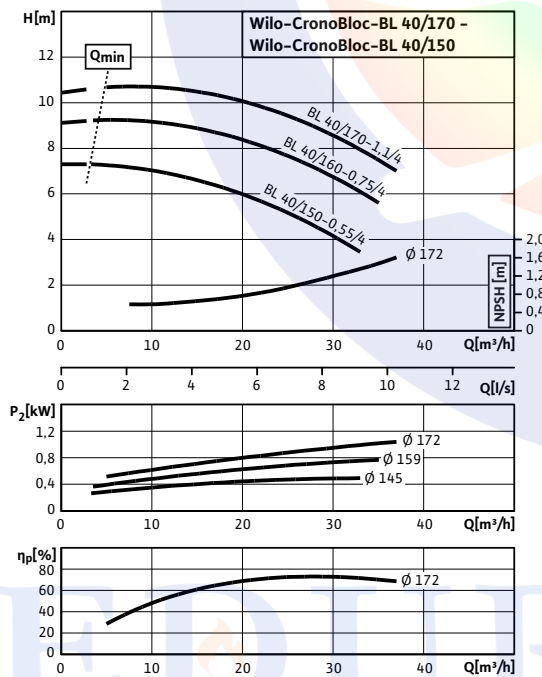 H[m]
Wilo-CronoBloc-BL 40/170 –
Wilo-CronoBloc-BL 40/150
12
Qmin
10
BL 40/170-1,1/4
8
BL 40/160-0,75/4
6
BL 40/150-0,55/4
4
Ø 172
2
0
2,0
1,6
1,2
0,8
0,4
0
NPSH [m]
0 10 20 30 40 Q[m³/h]
0 2 4 6 8 10 12 Q[l/s]
P2[kW]
1,2
Ø 172
0,8
Ø 159
0,4
Ø 145
0
0 10 20 30 40 Q[m³/h]
ηp[%]
80
Ø 172
60
40
20
0
0 10 20 30 40 Q[m³/h]